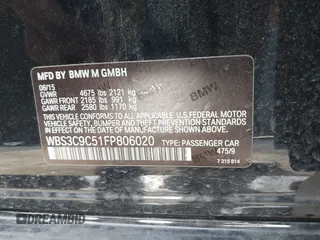 BMW
MFD BY BMW M GMBH
06/15
GVWR 4675 lbs 2121 kg
GAWR FRONT 2185 lbs 991 kg
GAWR REAR 2580 lbs 1170 kg
THIS VEHICLE CONFORMS TO ALL APPLICABLE U.S. FEDERAL MOTOR
VEHICLE SAFETY, BUMPER, AND THEFT PREVENTION STANDARDS
IN EFFECT ON THE DATE OF MANUFACTURE SHOWN ABOVE.
WBS3C9C51FP806020 TYPE: PASSENGER CAR
475/9
7 315 814
DREAMBID